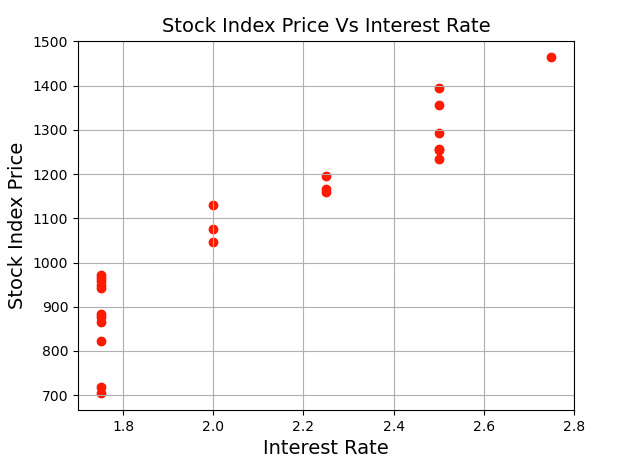 Stock Index Price Vs Interest Rate
1500
1400
1300
1200
1100
1000
900
800
700
Stock Index Price
1.8 2.0 2.2 2.4 2.6 2.8
Interest Rate